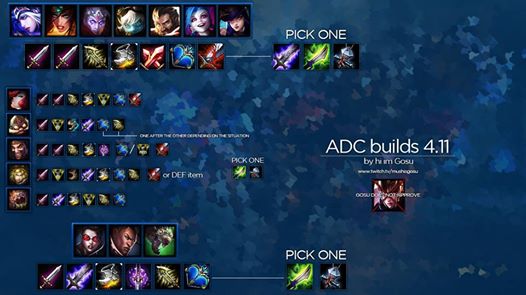 PICK ONE
ONE AFTER THE OTHER DEPENDING ON THE SITUATION
ADC builds 4.11
by hi im Gosu
PICK ONE
www.twitch.tv/mushisgosu
or DEF item
GOSU DOES NOT APPROVE
PICK ONE